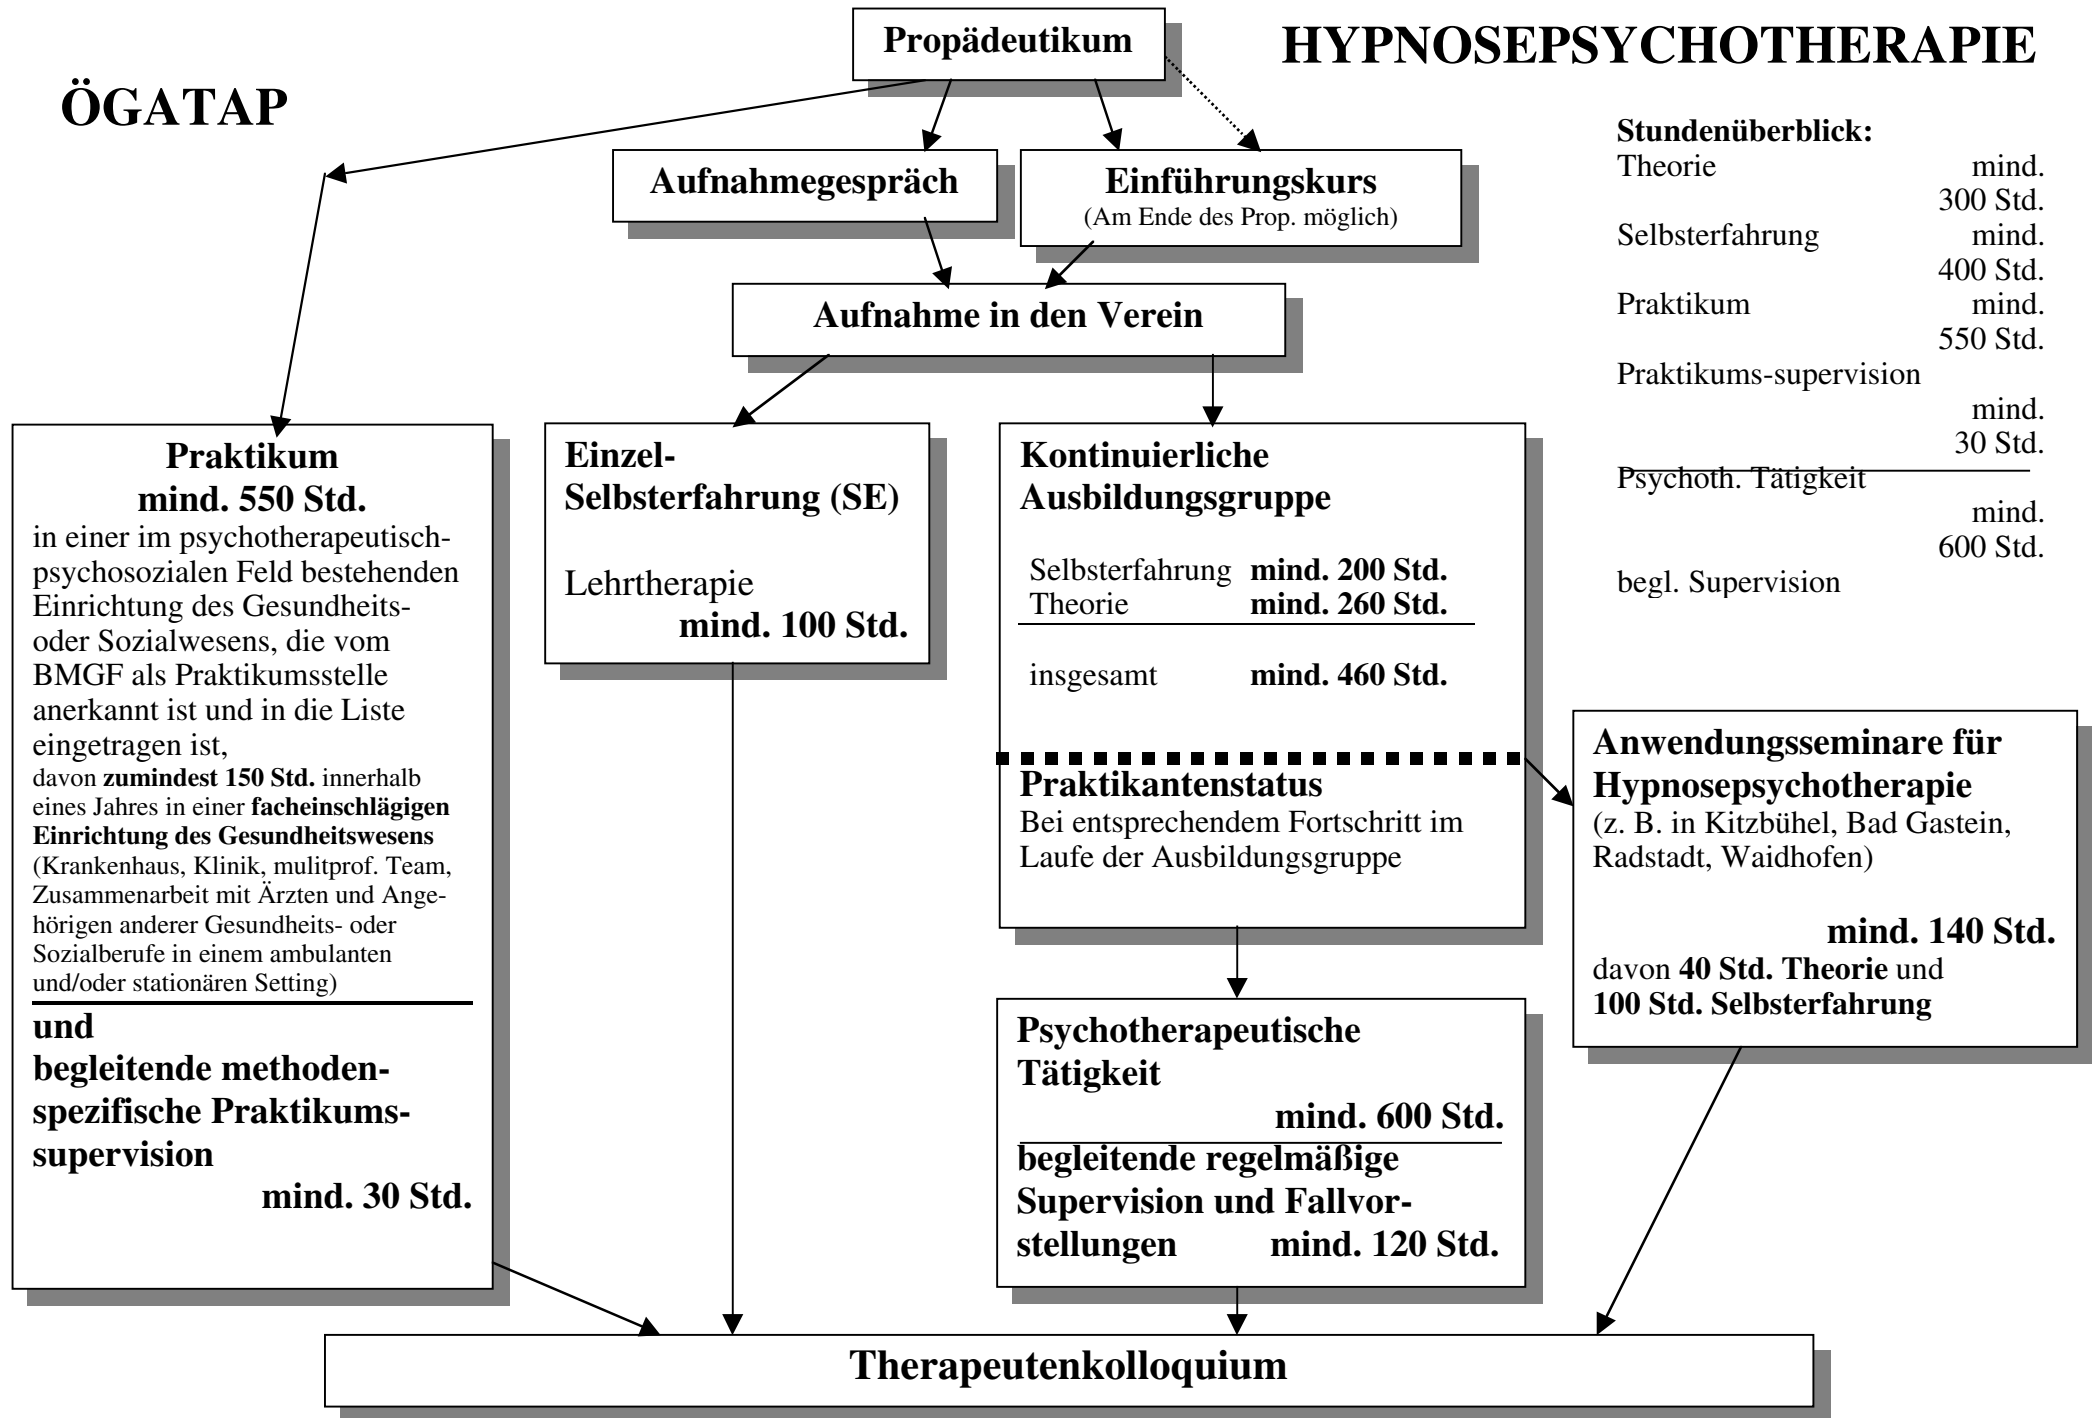 Propädeutikum
HYPNOSEPSYCHOTHERAPIE
ÖGATAP
Aufnahmegespräch
Einführungskurs
(Am Ende des Prop. möglich)
Aufnahme in den Verein
Stundenüberblick:
Theorie mind.
300 Std.
Selbsterfahrung mind.
400 Std.
Praktikum mind.
550 Std.
Praktikums-supervision
mind.
30 Std.
Psychoth. Tätigkeit
mind.
600 Std.
begl. Supervision
Praktikum
mind. 550 Std.
in einer im psychotherapeutisch-
psychosozialen Feld bestehenden
Einrichtung des Gesundheits-
oder Sozialwesens, die vom
BMGF als Praktikumsstelle
anerkannt ist und in die Liste
eingetragen ist,
davon zumindest 150 Std. innerhalb
eines Jahres in einer facheinschlägigen
Einrichtung des Gesundheitswesens
(Krankenhaus, Klinik, mulitprof. Team,
Zusammenarbeit mit Ärzten und Ange-
hörigen anderer Gesundheits- oder
Sozialberufe in einem ambulanten
und/oder stationären Setting)
und
begleitende methoden-
spezifische Praktikums-
supervision
mind. 30 Std.
Einzel-
Selbsterfahrung (SE)
Lehrtherapie
mind. 100 Std.
Kontinuierliche
Ausbildungsgruppe
Selbsterfahrung mind. 200 Std.
Theorie mind. 260 Std.
insgesamt mind. 460 Std.
Praktikantenstatus
Bei entsprechendem Fortschritt im
Laufe der Ausbildungsgruppe
Anwendungsseminare für
Hypnosepsychotherapie
(z. B. in Kitzbühel, Bad Gastein,
Radstadt, Waidhofen)
mind. 140 Std.
davon 40 Std. Theorie und
100 Std. Selbsterfahrung
Psychotherapeutische
Tätigkeit
mind. 600 Std.
begleitende regelmäßige
Supervision und Fallvor-
stellungen mind. 120 Std.
Therapeutenkolloquium